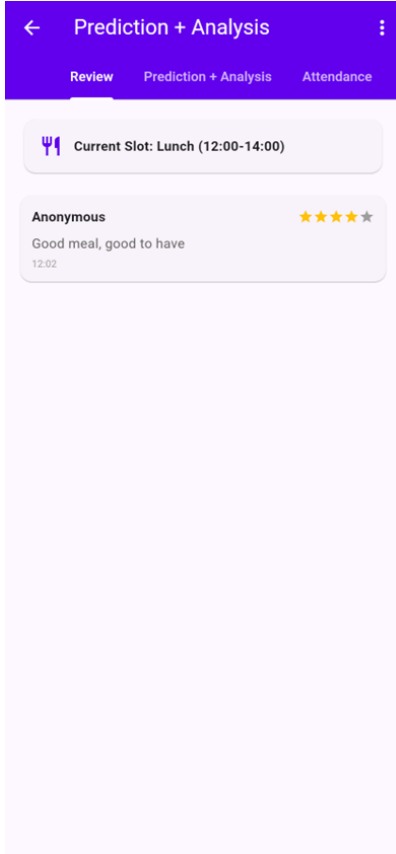 Prediction + Analysis
Review Prediction + Analysis Attendance
Current Slot: Lunch (12:00-14:00)
Anonymous
Good meal, good to have
12:02